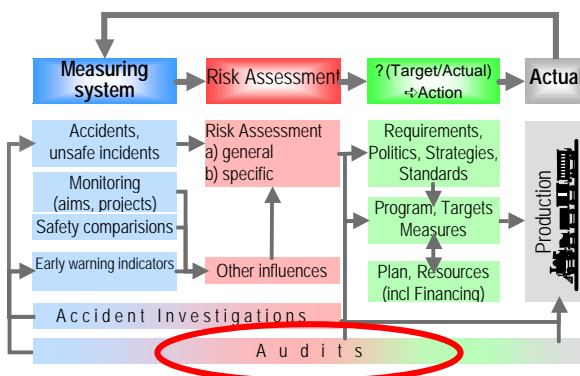 Measuring
system
Risk Assessment
? (Target/Actual)
➪Action
Actual
Accidents,
unsafe incidents
Monitoring
(aims, projects)
Safety comparisions
Early warning indicators
Risk Assessment
a) general
b) specific
Other influences
Requirements,
Politics, Strategies,
Standards
Program, Targets
Measures
Plan, Resources
(incl Financing)
Production
Accident Investigations
Audits